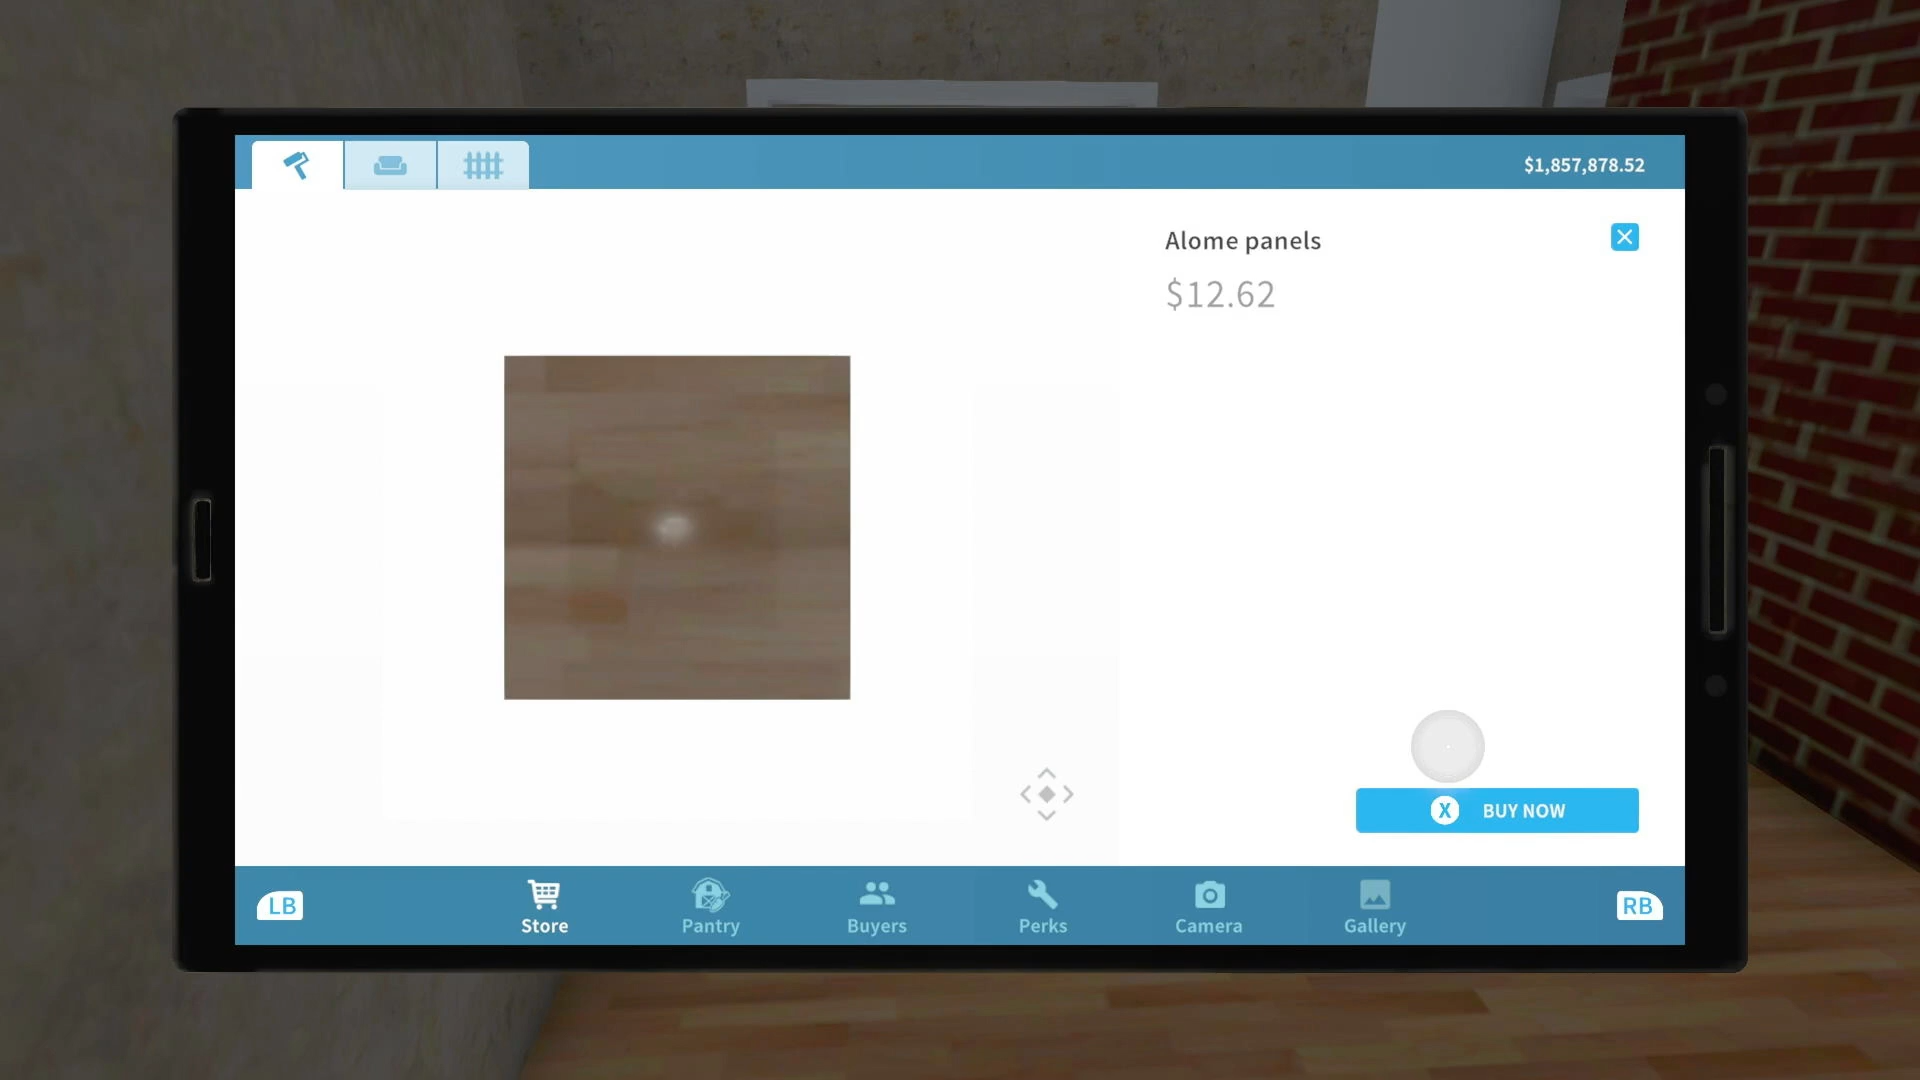 $1,857,878.52
Alome panels
$12.62
X BUY NOW
LB
Store
Pantry
Buyers
Perks
Camera
Gallery
RB